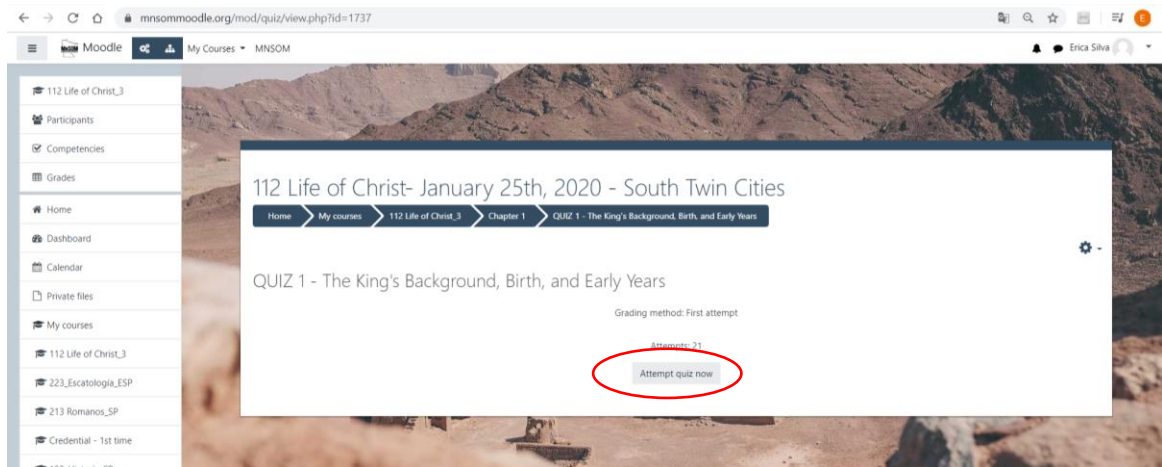 mnsommoodle.org/mod/quiz/view.php?id=1737
E
Moodle My Courses MNSOM Erica Silva
112 Life of Christ_3
Participants
Competencies
Grades
Home
Dashboard
Calendar
Private files
My courses
112 Life of Christ_3
223_Escatología_ESP
213 Romanos_SP
Credential - 1st time
112 Life of Christ- January 25th, 2020 - South Twin Cities
Home My courses 112 Life of Christ_3 Chapter 1 QUIZ 1 - The King's Background, Birth, and Early Years
QUIZ 1 - The King's Background, Birth, and Early Years
Grading method: First attempt
Attempts: 21
Attempt quiz now